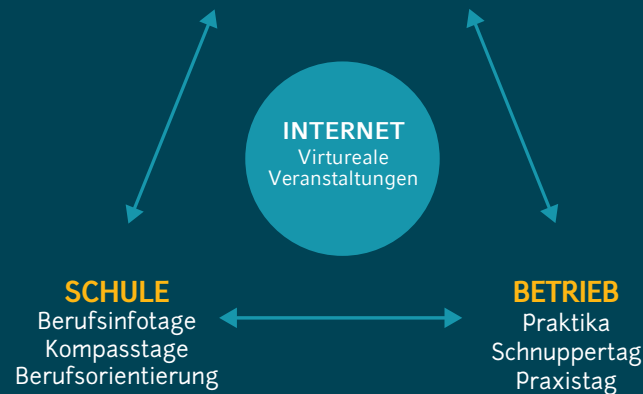 INTERNET
Virtureale
Veranstaltungen
SCHULE
Berufsinfotage
Kompasstage
Berufsorientierung
BETRIEB
Praktika
Schnuppertag
Praxistag